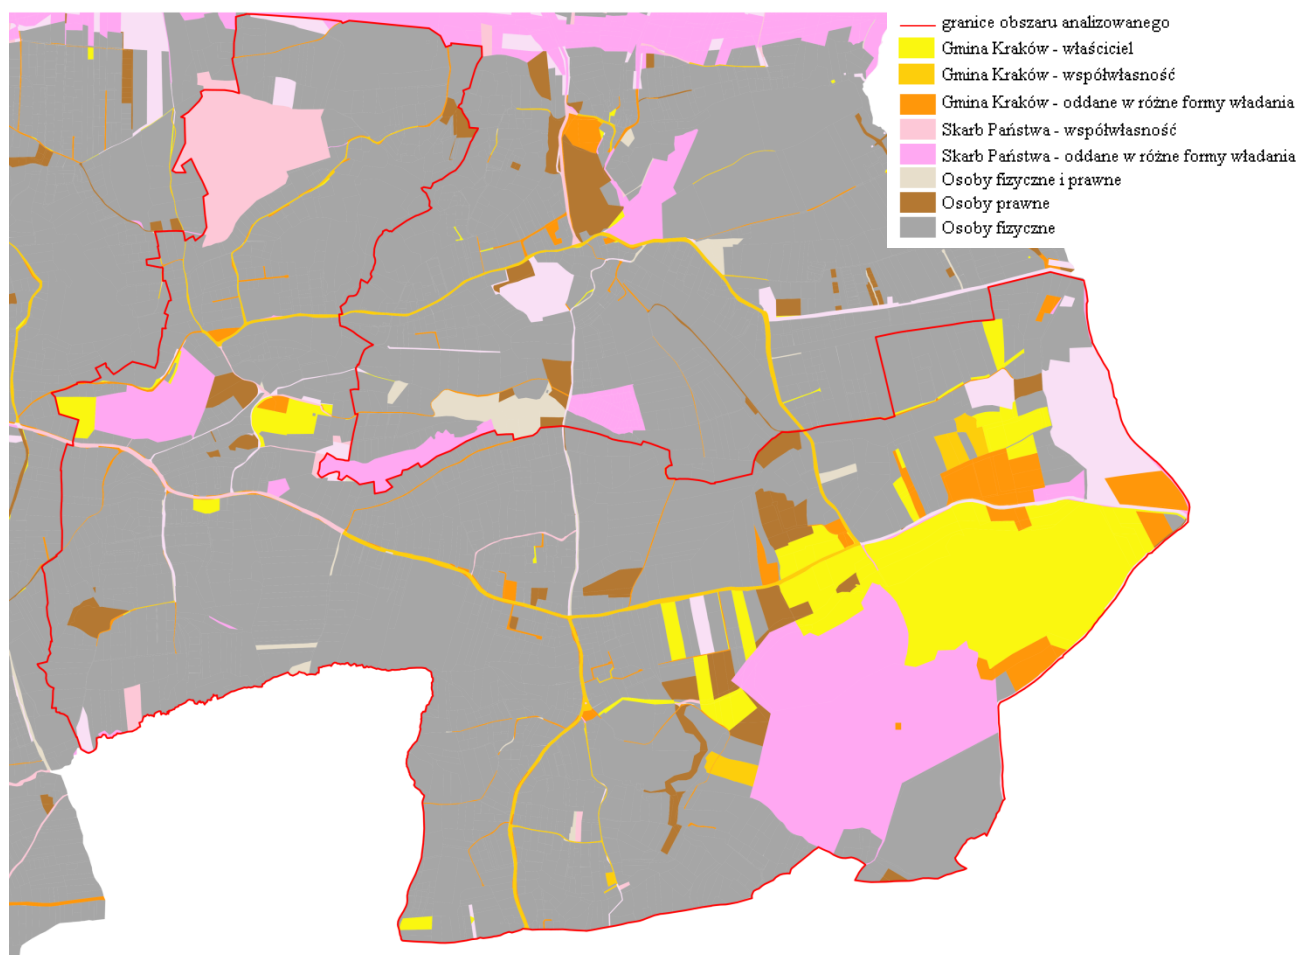 granice obszaru analizowanego
Gmina Kraków - właściciel
Gmina Kraków - współwłasność
Gmina Kraków - oddane w różne formy władania
Skarb Państwa - współwłasność
Skarb Państwa - oddane w różne formy władania
Osoby fizyczne i prawne
Osoby prawne
Osoby fizyczne